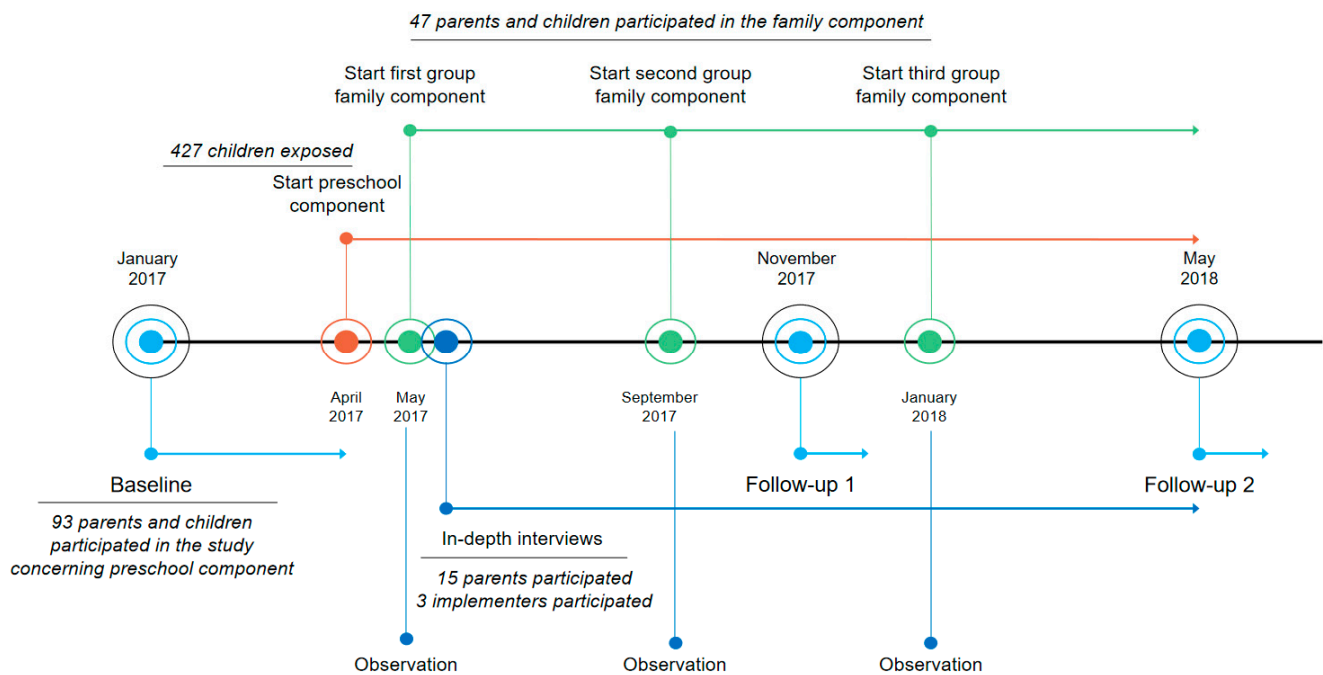 47 parents and children participated in the family component
Start first group
family component
Start second group
family component
Start third group
family component
427 children exposed
Start preschool
component
January
2017
November
2017
May
2018
April
2017
May
2017
September
2017
January
2018
Baseline
93 parents and children
participated in the study
concerning preschool component
Follow-up 1
Follow-up 2
In-depth interviews
15 parents participated
3 implementers participated
Observation
Observation
Observation